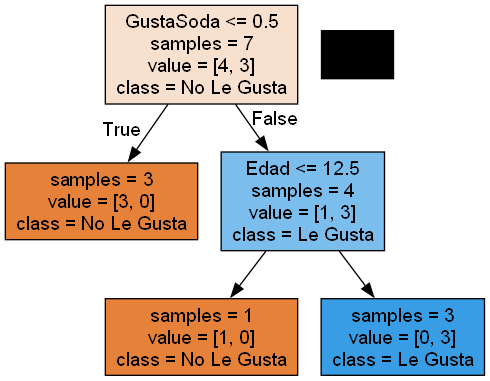 GustaSoda <= 0.5
samples = 7
value = [4, 3]
class = No Le Gusta
True
False
samples = 3
value = [3, 0]
class = No Le Gusta
Edad <= 12.5
samples = 4
value = [1, 3]
class = Le Gusta
samples = 1
value = [1, 0]
class = No Le Gusta
samples = 3
value = [0, 3]
class = Le Gusta